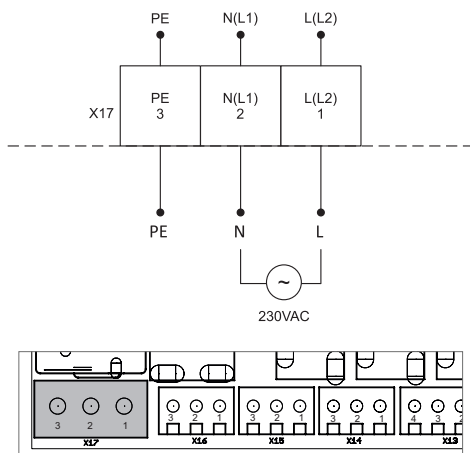 PE N(L1) L(L2)
X17
PE N(L1) L(L2)
3 2 1
PE N L
~
230VAC
3 2 1 3 2 1 3 2 1 3 2 1 4 3 2
X17 X16 X15 X14 X13